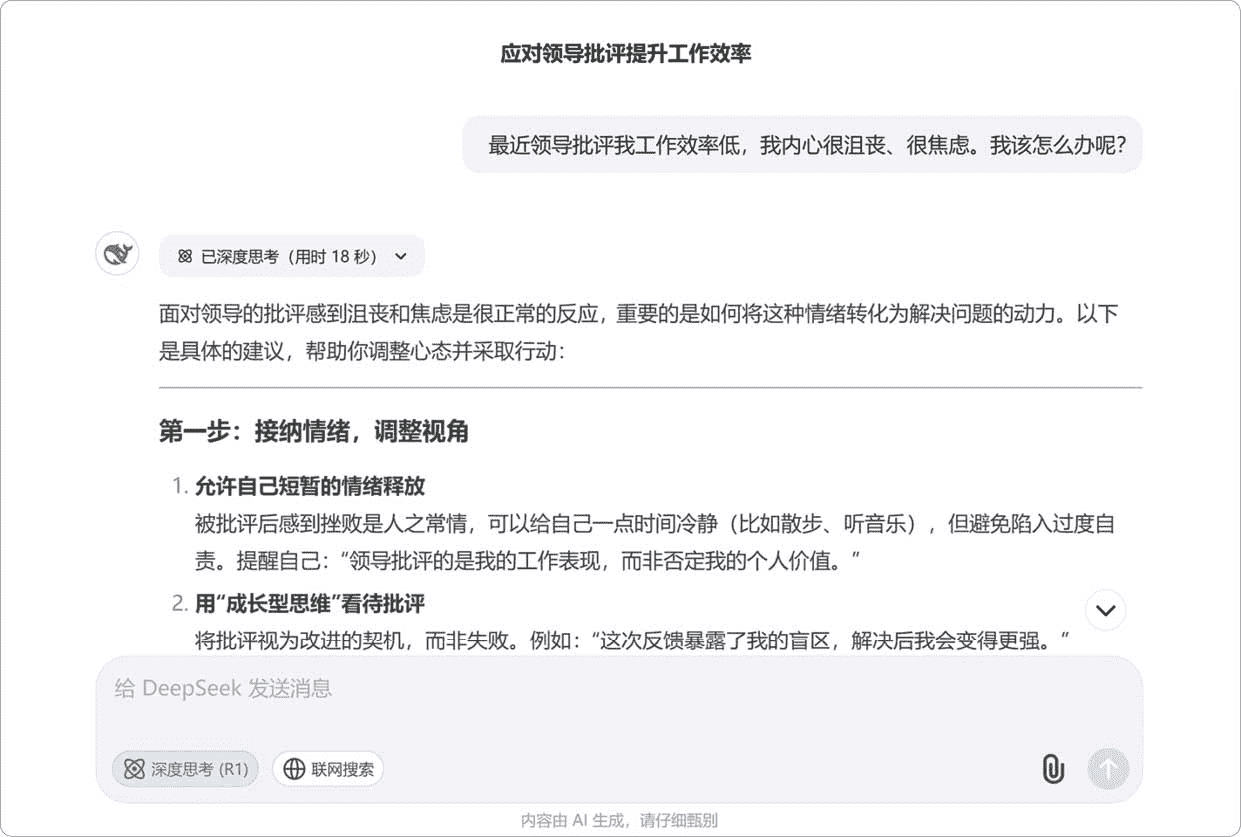 应对领导批评提升工作效率
最近领导批评我工作效率低，我内心很沮丧、很焦虑。我该怎么办呢？
已深度思考（用时 18 �）
面对领导的批评感到沮丧和焦虑是很正常的反应，重要的是如何将这种情绪转化为解决问题的动力。以下
是具体的建议，帮助你调整心态并采取行动：
第一步：接纳情绪，调整视角
1. 允许自己短暂的情绪释放
被批评后感到挫败是人之常情，可以给自己一点时间冷静（比如散步、听音乐），但避免陷入过度自
责。提醒自己：“领导批评的是我的工作表现，而非否定我的个人价值。”
2. 用“成长型思维”看待批评
将批评视为改进的契机，而非失败。例如：“这次反馈暴露了我的盲区，解决后我会变得更强。”
给 DeepSeek 发送消息
深度思考 (R1) 联网搜索
内容由 AI 生成，请仔细甄别